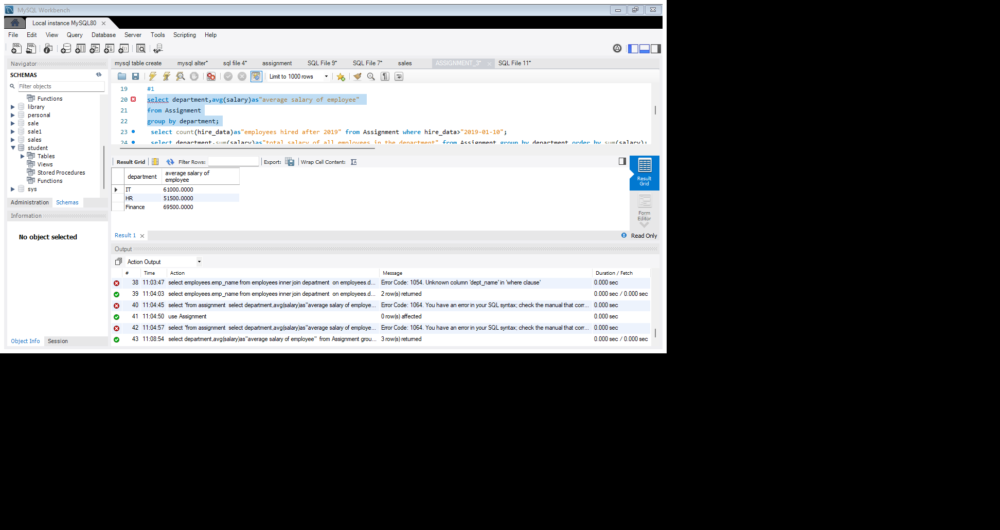 MySQL Workbench
Local instance MySQL80
File Edit View Query Database Server Tools Scripting Help
Navigator
SCHEMAS
Filter objects
Functions
library
personal
sale
sale1
sales
student
Tables
Views
Stored Procedures
Functions
sys
Administration Schemas
Information
No object selected
Object Info Session
mysql table create mysql alter* sql file 4* assignment SQL File 9* SQL File 7* sales ASSIGNMENT_3* SQL File 11*
Limit to 1000 rows
19 #1
20 select department,avg(salary)as"average salary of employee"
21 from Assignment
22 group by department;
23 select count(hire_data)as"employees hired after 2019" from Assignment where hire_data>"2019-01-10";
24 select department,sum(salary)as"total salary of all employees in the department" from Assignment group by department order by sum(salary);
Result Grid Filter Rows: Export: Wrap Cell Content:
department average salary of employee
IT 61000.0000
HR 51500.0000
Finance 69500.0000
Result Grid
Form Editor
Result 1 Read Only
Output
Action Output
# Time Action Message Duration / Fetch
38 11:03:47 select employees.emp_name from employees inner join department on employees.d... Error Code: 1054. Unknown column 'dept_name' in 'where clause' 0.000 sec
39 11:04:03 select employees.emp_name from employees inner join department on employees.d... 2 row(s) returned 0.000 sec / 0.000 sec
40 11:04:45 select *from assignment select department,avg(salary)as"average salary of employe... Error Code: 1064. You have an error in your SQL syntax; check the manual that corr... 0.000 sec
41 11:04:50 use Assignment 0 row(s) affected 0.000 sec
42 11:04:57 select *from assignment select department,avg(salary)as"average salary of employe... Error Code: 1064. You have an error in your SQL syntax; check the manual that corr... 0.000 sec
43 11:08:54 select department,avg(salary)as"average salary of employee" from Assignment grou... 3 row(s) returned 0.000 sec / 0.000 sec